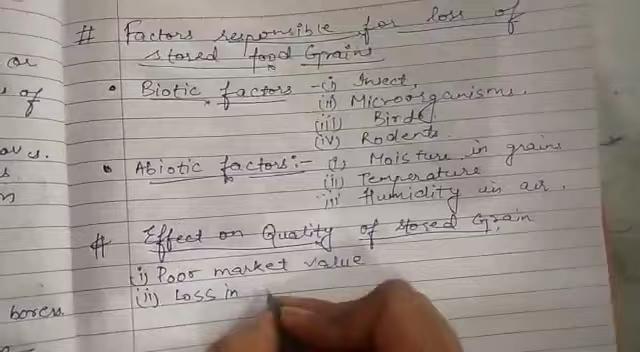 # Factors responsible for loss of
stored food Grains
or
• Biotic factors - (i) Insect,
s of
(ii) Microorganisms.
(iii) Birds
(iv) Rodents.
• Abiotic factors:- (i) Moisture in grains
(ii) Temperature
(iii) Humidity in air.
# Effect on Quality of stored Grain
(i) Poor market value
(ii) Loss in
borers.